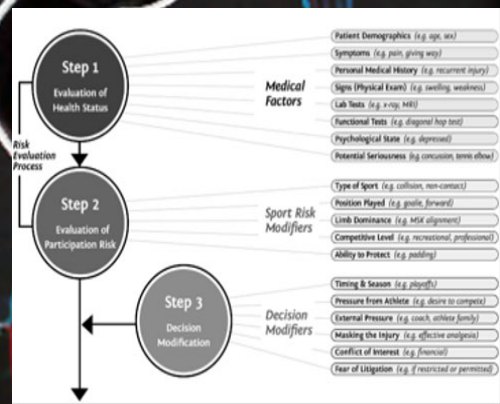 Step 1
Evaluation of
Health Status
Risk
Evaluation
Process
Step 2
Evaluation of
Participation Risk
Step 3
Decision
Modification
Medical
Factors
Patient Demographics (e.g. age, sex)
Symptoms (e.g. pain, giving way)
Personal Medical History (e.g. recurrent injury)
Signs (Physical Exam) (e.g. swelling, weakness)
Lab Tests (e.g. x-ray, MRI)
Functional Tests (e.g. diagonal hop test)
Psychological State (e.g. depressed)
Potential Seriousness (e.g. concussion, tennis elbow)
Sport Risk
Modifiers
Type of Sport (e.g. collision, non-contact)
Position Played (e.g. goalie, forward)
Limb Dominance (e.g. MSK alignment)
Competitive Level (e.g. recreational, professional)
Ability to Protect (e.g. padding)
Decision
Modifiers
Timing & Season (e.g. playoffs)
Pressure from Athlete (e.g. desire to compete)
External Pressure (e.g. coach, athlete family)
Masking the Injury (e.g. effective analgesia)
Conflict of Interest (e.g. financial)
Fear of Litigation (e.g. if restricted or permitted)